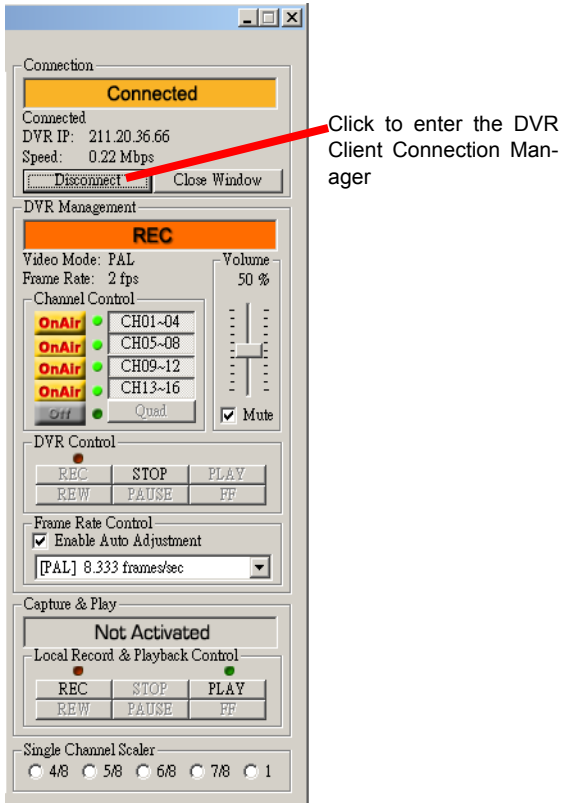 Connection
Connected
Connected
DVR IP: 211.20.36.66
Speed: 0.22 Mbps
Disconnect Close Window
Click to enter the DVR
Client Connection Man-
ager
DVR Management
REC
Video Mode: PAL
Frame Rate: 2 fps
Volume
50 %
Channel Control
OnAir CH01~04
OnAir CH05~08
OnAir CH09~12
OnAir CH13~16
Off Quad
Mute
DVR Control
REC STOP PLAY
REW PAUSE FF
Frame Rate Control
Enable Auto Adjustment
[PAL] 8.333 frames/sec
Capture & Play
Not Activated
Local Record & Playback Control
REC STOP PLAY
REW PAUSE FF
Single Channel Scaler
4/8 5/8 6/8 7/8 1